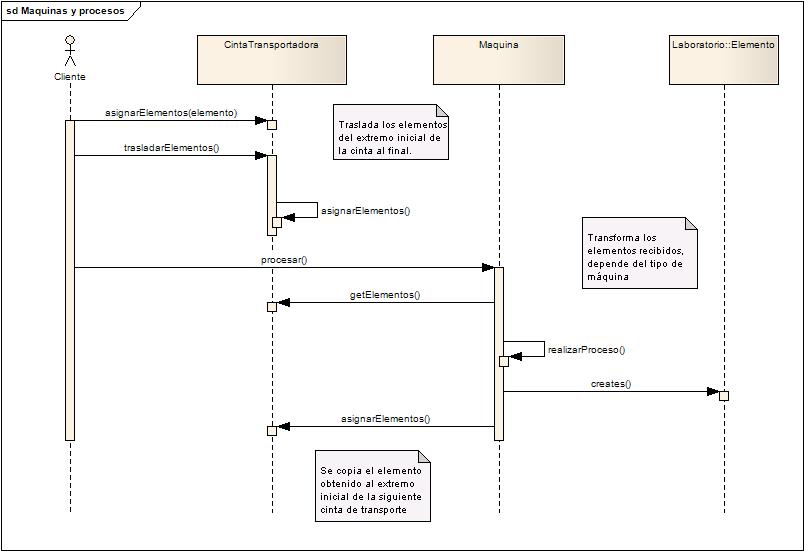 sd Maquinas y procesos
Cliente
CintaTransportadora
Maquina
Laboratorio::Elemento
asignarElementos(elemento)
Traslada los elementos
del extremo inicial de
la cinta al final.
trasladarElementos()
asignarElementos()
Transforma los
elementos recibidos,
depende del tipo de
máquina
procesar()
getElementos()
realizarProceso()
creates()
asignarElementos()
Se copia el elemento
obtenido al extremo
inicial de la siguiente
cinta de transporte